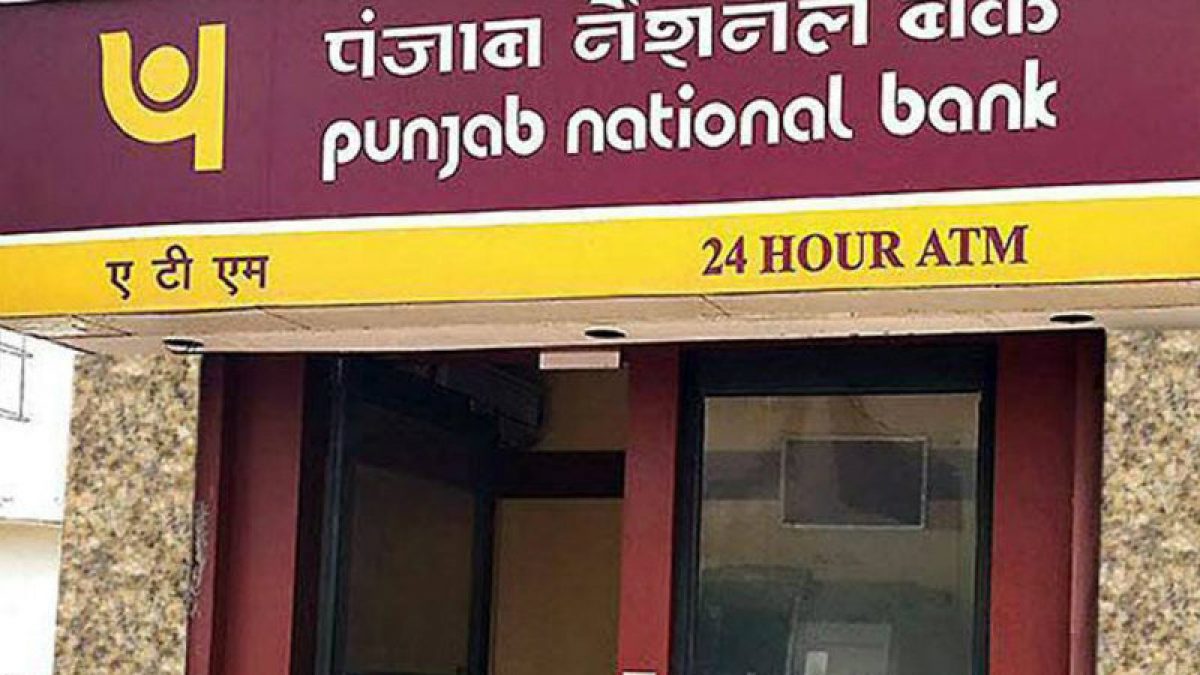 पंजाब नैशनल बैंक
punjab national bank
ए टी एम
24 HOUR ATM